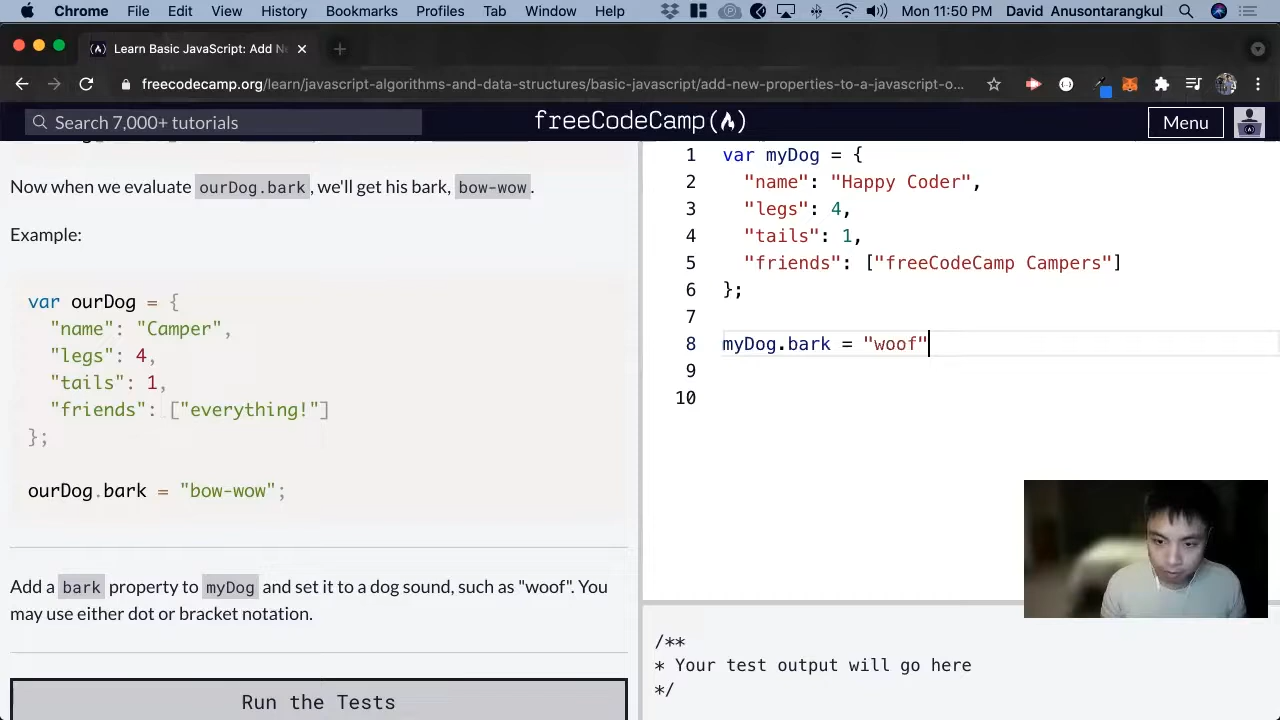 Chrome File Edit View History Bookmarks Profiles Tab Window Help Mon 11:50 PM David Anusontarangkul
Learn Basic JavaScript: Add Ne
freecodecamp.org/learn/javascript-algorithms-and-data-structures/basic-javascript/add-new-properties-to-a-javascript-o...
Search 7,000+ tutorials
freeCodeCamp
Menu
Now when we evaluate ourDog.bark, we'll get his bark, bow-wow.
Example:
var ourDog = {
"name": "Camper",
"legs": 4,
"tails": 1,
"friends": ["everything!"]
};
ourDog.bark = "bow-wow";
Add a bark property to myDog and set it to a dog sound, such as "woof". You
may use either dot or bracket notation.
Run the Tests
1 var myDog = {
2 "name": "Happy Coder",
3 "legs": 4,
4 "tails": 1,
5 "friends": ["freeCodeCamp Campers"]
6 };
7
8 myDog.bark = "woof"
9
10
/**
* Your test output will go here
*/